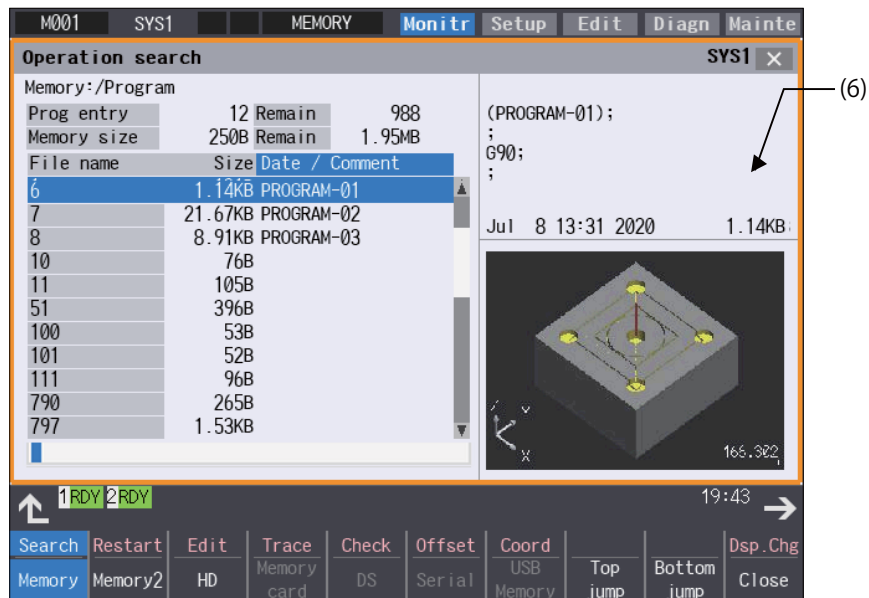 M001 SYS1 MEMORY Monitr Setup Edit Diagn Mainte
Operation search SYS1
Memory:/Program
Prog entry 12 Remain 988
Memory size 250B Remain 1.95MB
File name Size Date / Comment
6 1.14KB PROGRAM-01
7 21.67KB PROGRAM-02
8 8.91KB PROGRAM-03
10 76B
11 105B
51 396B
100 53B
101 52B
111 96B
790 265B
797 1.53KB
(PROGRAM-01);
;
G90;
;
Jul 8 13:31 2020 1.14KB
(6)
X
166.302
1 RDY 2 RDY 19:43
Search Restart Edit Trace Check Offset Coord Dsp.Chg
Memory Memory2 HD Memory card DS Serial USB Memory Top jump Bottom jump Close